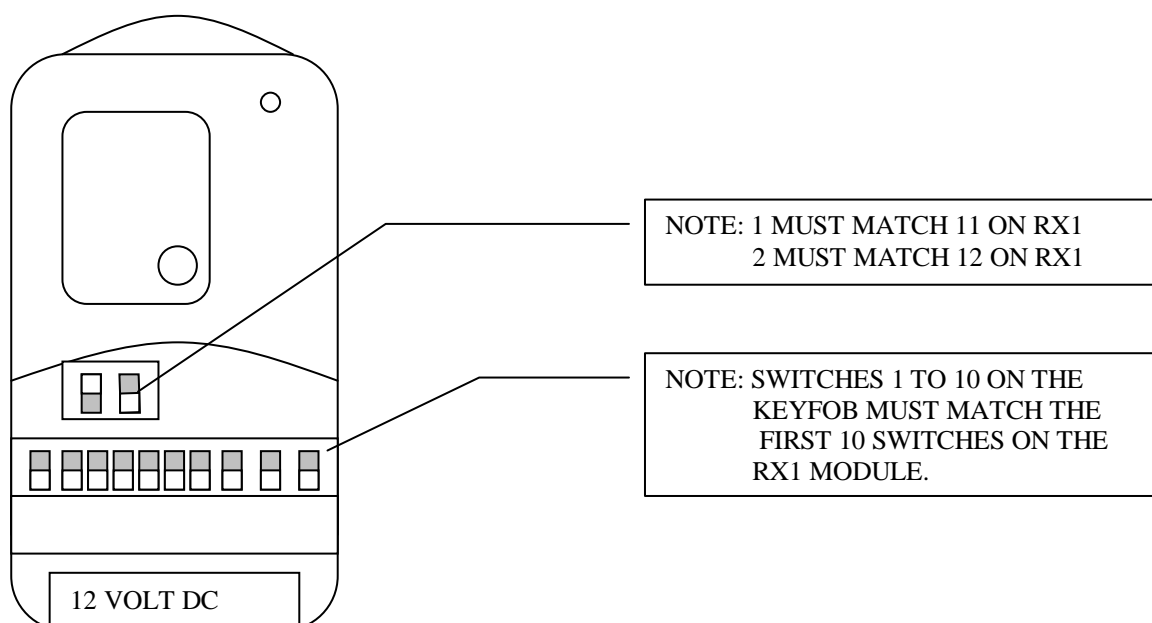 NOTE: 1 MUST MATCH 11 ON RX1
2 MUST MATCH 12 ON RX1
NOTE: SWITCHES 1 TO 10 ON THE
KEYFOB MUST MATCH THE
FIRST 10 SWITCHES ON THE
RX1 MODULE.
12 VOLT DC